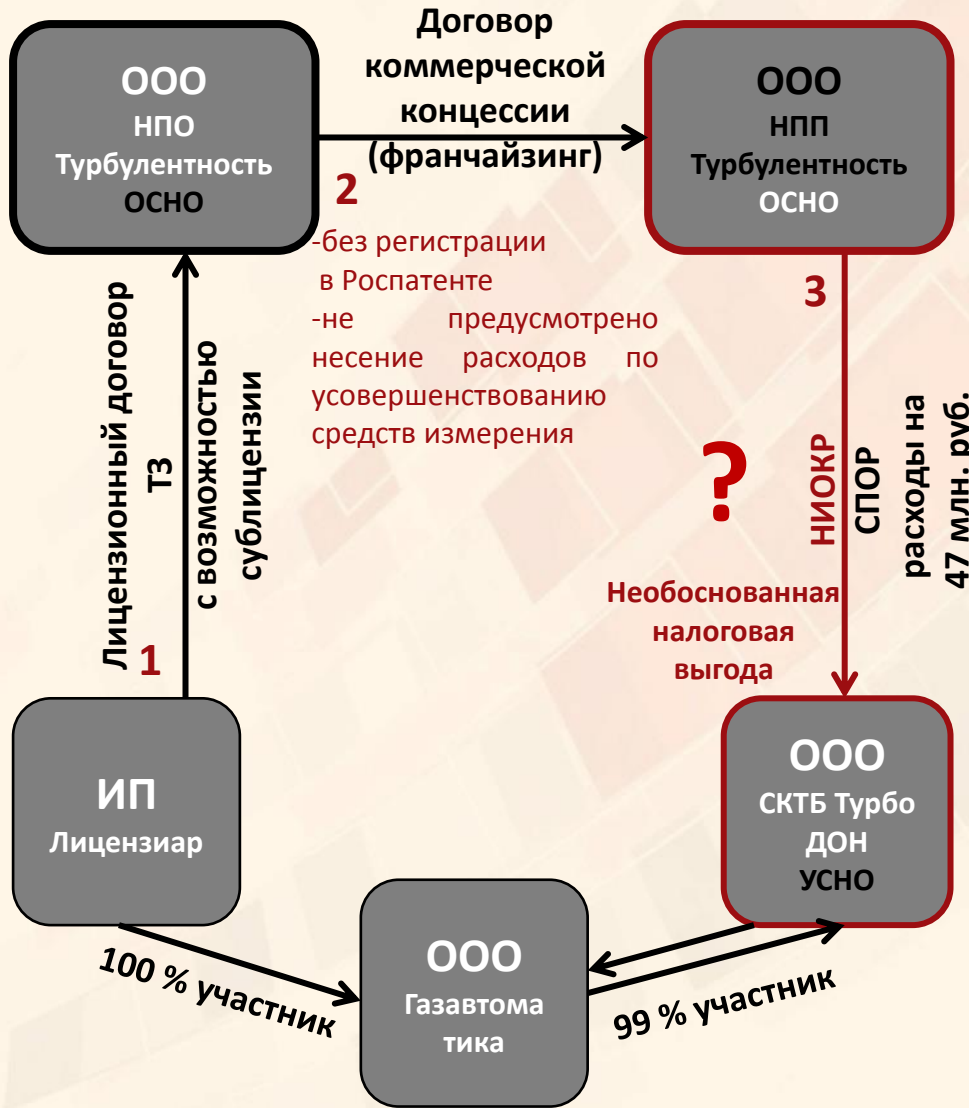 ООО
НПО
Турбулентность
ОСНО
Договор
коммерческой
концессии
(франчайзинг)
ООО
НПП
Турбулентность
ОСНО
2
-без регистрации
в Роспатенте
-не предусмотрено
несение расходов по
усовершенствованию
средств измерения
Лицензионный договор
ТЗ
с возможностью
сублицензии
1
3
НИОКР
СПОР
расходы на
47 млн. руб.
?
Необоснованная
налоговая
выгода
ИП
Лицензиар
ООО
СКТБ Турбо
ДОН
УСНО
100 % участник
ООО
Газавтома
тика
99 % участник